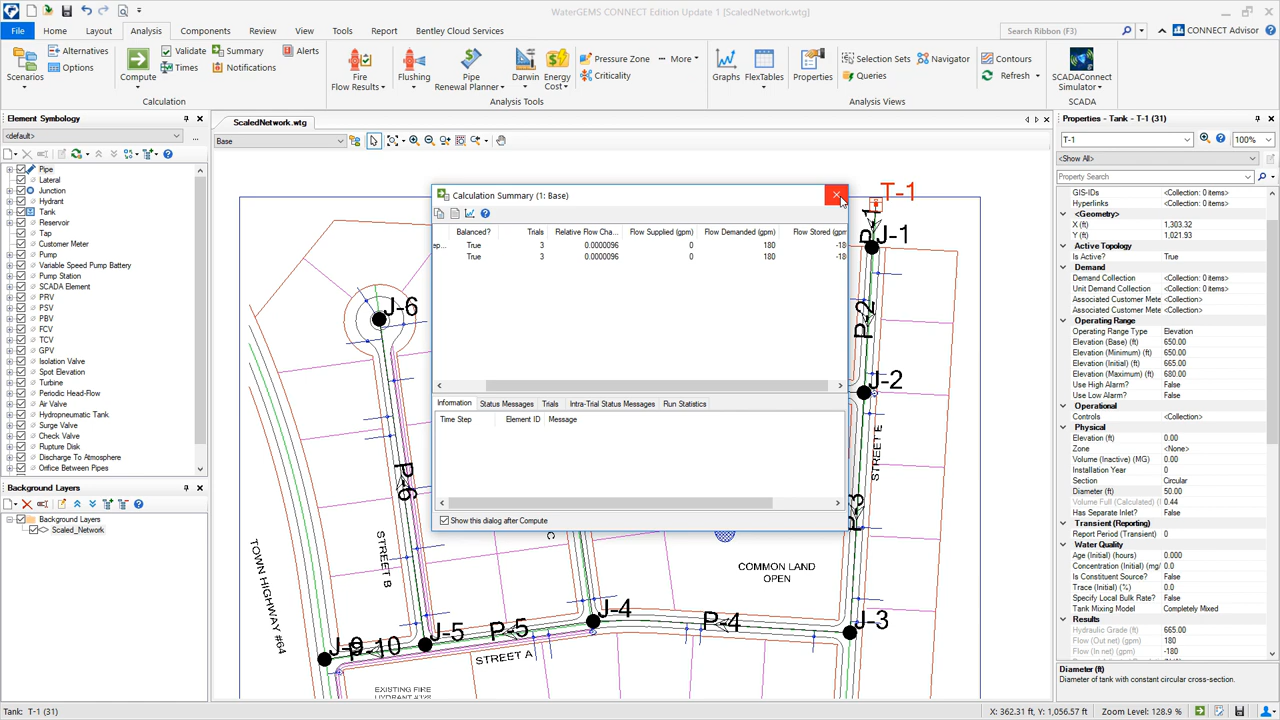 WaterGEMS CONNECT Edition Update 1 [ScaledNetwork.wtg]
File Home Layout Analysis Components Review View Tools Report Bentley Cloud Services
Search Ribbon (F3)
CONNECT Advisor
Scenarios
Alternatives
Options
Compute
Validate
Times
Summary
Notifications
Alerts
Calculation
Fire
Flow Results
Flushing
Pipe
Renewal Planner
Darwin
Energy
Cost
Pressure Zone
Criticality
More
Analysis Tools
Graphs
FlexTables
Properties
Selection Sets
Queries
Navigator
Contours
Refresh
Analysis Views
SCADAConnect
Simulator
SCADA
Element Symbology
<default>
...
Pipe
Lateral
Junction
Hydrant
Tank
Reservoir
Tap
Customer Meter
Pump
Variable Speed Pump Battery
Pump Station
SCADA Element
PRV
PSV
PBV
FCV
TCV
GPV
Isolation Valve
Spot Elevation
Turbine
Periodic Head-Flow
Air Valve
Hydropneumatic Tank
Surge Valve
Check Valve
Rupture Disk
Discharge To Atmosphere
Orifice Between Pipes
Background Layers
Background Layers
Scaled_Network
ScaledNetwork.wtg
Base
T-1
P-1
J-1
P-2
J-2
P-3
STREET E
J-3
J-6
P-6
STREET B
TOWN HIGHWAY #64
J-4
P-4
COMMON LAND
OPEN
J-5
P-5
J-9
P-10
STREET A
C
Calculation Summary (1: Base)
Balanced? Trials Relative Flow Cha... Flow Supplied (gpm) Flow Demanded (gpm) Flow Stored (gpm
ep... True 3 0.0000096 0 180 -18
True 3 0.0000096 0 180 -18
Information Status Messages Trials Intra-Trial Status Messages Run Statistics
Time Step Element ID Message
Show this dialog after Compute
Properties - Tank - T-1 (31)
T-1
100%
<Show All>
Property Search
GIS-IDs <Collection: 0 items>
Hyperlinks <Collection: 0 items>
<Geometry>
X (ft) 1,303.32
Y (ft) 1,021.93
Active Topology
Is Active? True
Demand
Demand Collection <Collection: 0 items>
Unit Demand Collection <Collection: 0 items>
Associated Customer Mete <Collection>
Associated Customer Mete <Collection>
Operating Range
Operating Range Type Elevation
Elevation (Base) (ft) 650.00
Elevation (Minimum) (ft) 650.00
Elevation (Initial) (ft) 665.00
Elevation (Maximum) (ft) 680.00
Use High Alarm? False
Use Low Alarm? False
Operational
Controls <Collection>
Physical
Elevation (ft) 0.00
Zone <None>
Volume (Inactive) (MG) 0.00
Installation Year 0
Section Circular
Diameter (ft) 50.00
Volume Full (Calculated) ( 0.44
Has Separate Inlet? False
Transient (Reporting)
Report Period (Transient) 0
Water Quality
Age (Initial) (hours) 0.000
Concentration (Initial) (mg/ 0.0
Is Constituent Source? False
Trace (Initial) (%) 0.0
Specify Local Bulk Rate? False
Tank Mixing Model Completely Mixed
Results
Hydraulic Grade (ft) 665.00
Flow (Out net) (gpm) 180
Flow (In net) (gpm) -180
Diameter (ft)
Diameter of tank with constant circular cross-section.
Tank: T-1 (31)
X: 362.31 ft, Y: 1,056.57 ft
Zoom Level: 128.9 %